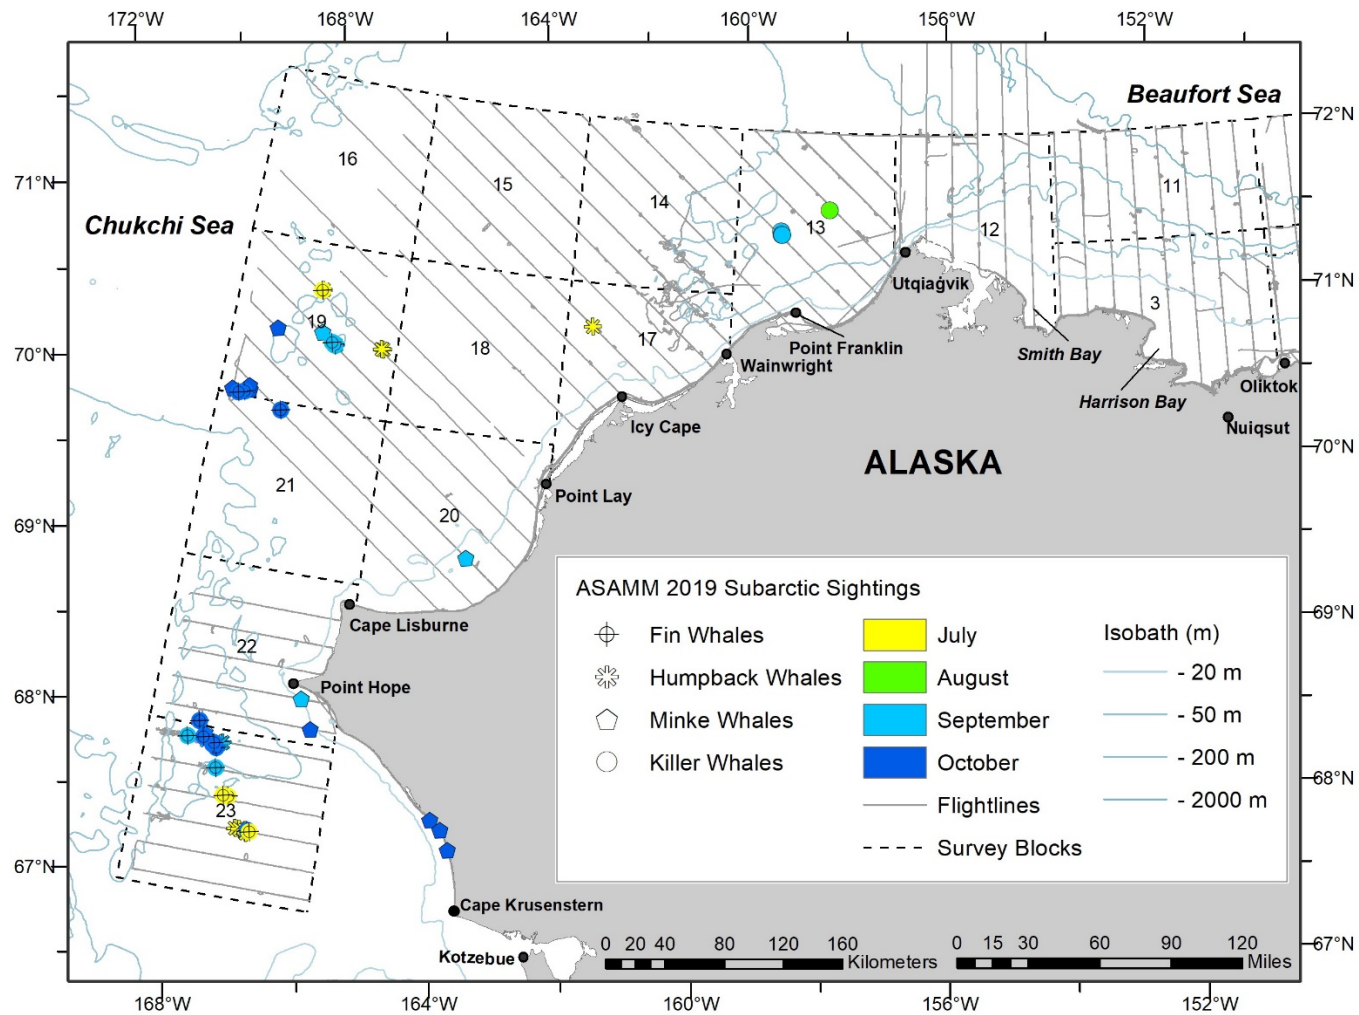 172°W 168°W 164°W 160°W 156°W 152°W
Beaufort Sea
72°N
16
11
71°N
15
14
Chukchi Sea
13
12
Utqiaġvik
71°N
3
19
18
17
Point Franklin
Smith Bay
70°N
Wainwright
Oliktok
Harrison Bay
Icy Cape
Nuiqsut
70°N
ALASKA
21
Point Lay
20
69°N
ASAMM 2019 Subarctic Sightings
Fin Whales
Humpback Whales
Minke Whales
Killer Whales
July
August
September
October
Flightlines
Survey Blocks
Isobath (m)
- 20 m
- 50 m
- 200 m
- 2000 m
69°N
Cape Lisburne
22
Point Hope
68°N
68°N
23
67°N
Cape Krusenstern
Kotzebue
0 20 40 80 120 160
Kilometers
0 15 30 60 90 120
Miles
67°N
168°W 164°W 160°W 156°W 152°W